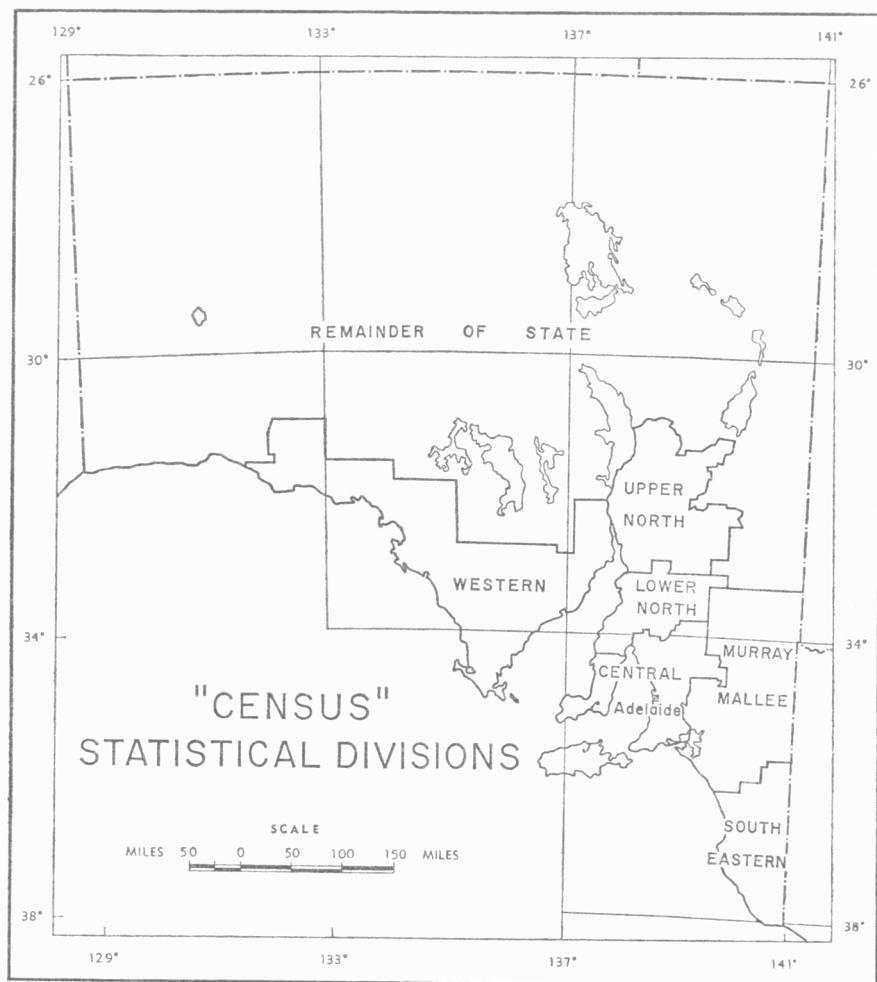 129° 133° 137° 141°
26° 26°
REMAINDER OF STATE
30° 30°
UPPER
NORTH
WESTERN
LOWER
NORTH
34° 34°
MURRAY
CENTRAL
MALLEE
"CENSUS"
Adelaide
STATISTICAL DIVISIONS
SCALE
SOUTH
MILES 50 0 50 100 150 MILES
EASTERN
38° 38°
129° 133° 137° 141°